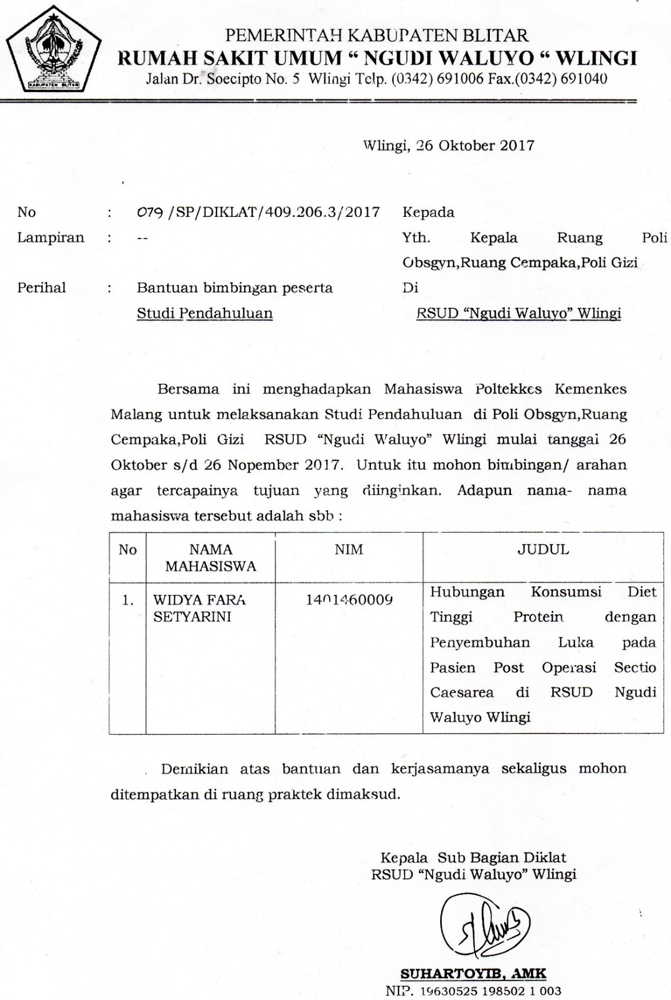 PEMERINTAH KABUPATEN BLITAR
RUMAH SAKIT UMUM “ NGUDI WALUYO “ WLINGI
Jalan Dr. Soecipto No. 5 Wlingi Telp. (0342) 691006 Fax.(0342) 691040
KABUPATEN BLITAR
Wlingi, 26 Oktober 2017
No : 079 /SP/DIKLAT/409.206.3/2017 Kepada
Lampiran : -- Yth. Kepala Ruang Poli
Obsgyn,Ruang Cempaka,Poli Gizi
Perihal : Bantuan bimbingan peserta Di
Studi Pendahuluan RSUD “Ngudi Waluyo” Wlingi
Bersama ini menghadapkan Mahasiswa Poltekkes Kemenkes
Malang untuk melaksanakan Studi Pendahuluan di Poli Obsgyn,Ruang
Cempaka,Poli Gizi RSUD “Ngudi Waluyo” Wlingi mulai tanggal 26
Oktober s/d 26 Nopember 2017. Untuk itu mohon bimbingan/ arahan
agar tercapainya tujuan yang diinginkan. Adapun nama- nama
mahasiswa tersebut adalah sbb :
No NAMA NIM JUDUL
MAHASISWA
1. WIDYA FARA 1401460009 Hubungan Konsumsi Diet
SETYARINI Tinggi Protein dengan
Penyembuhan Luka pada
Pasien Post Operasi Sectio
Caesarea di RSUD Ngudi
Waluyo Wlingi
Demikian atas bantuan dan kerjasamanya sekaligus mohon
ditempatkan di ruang praktek dimaksud.
Kepala Sub Bagian Diklat
RSUD “Ngudi Waluyo” Wlingi
SUHARTOYIB, AMK
NIP. 19630525 198502 1 003